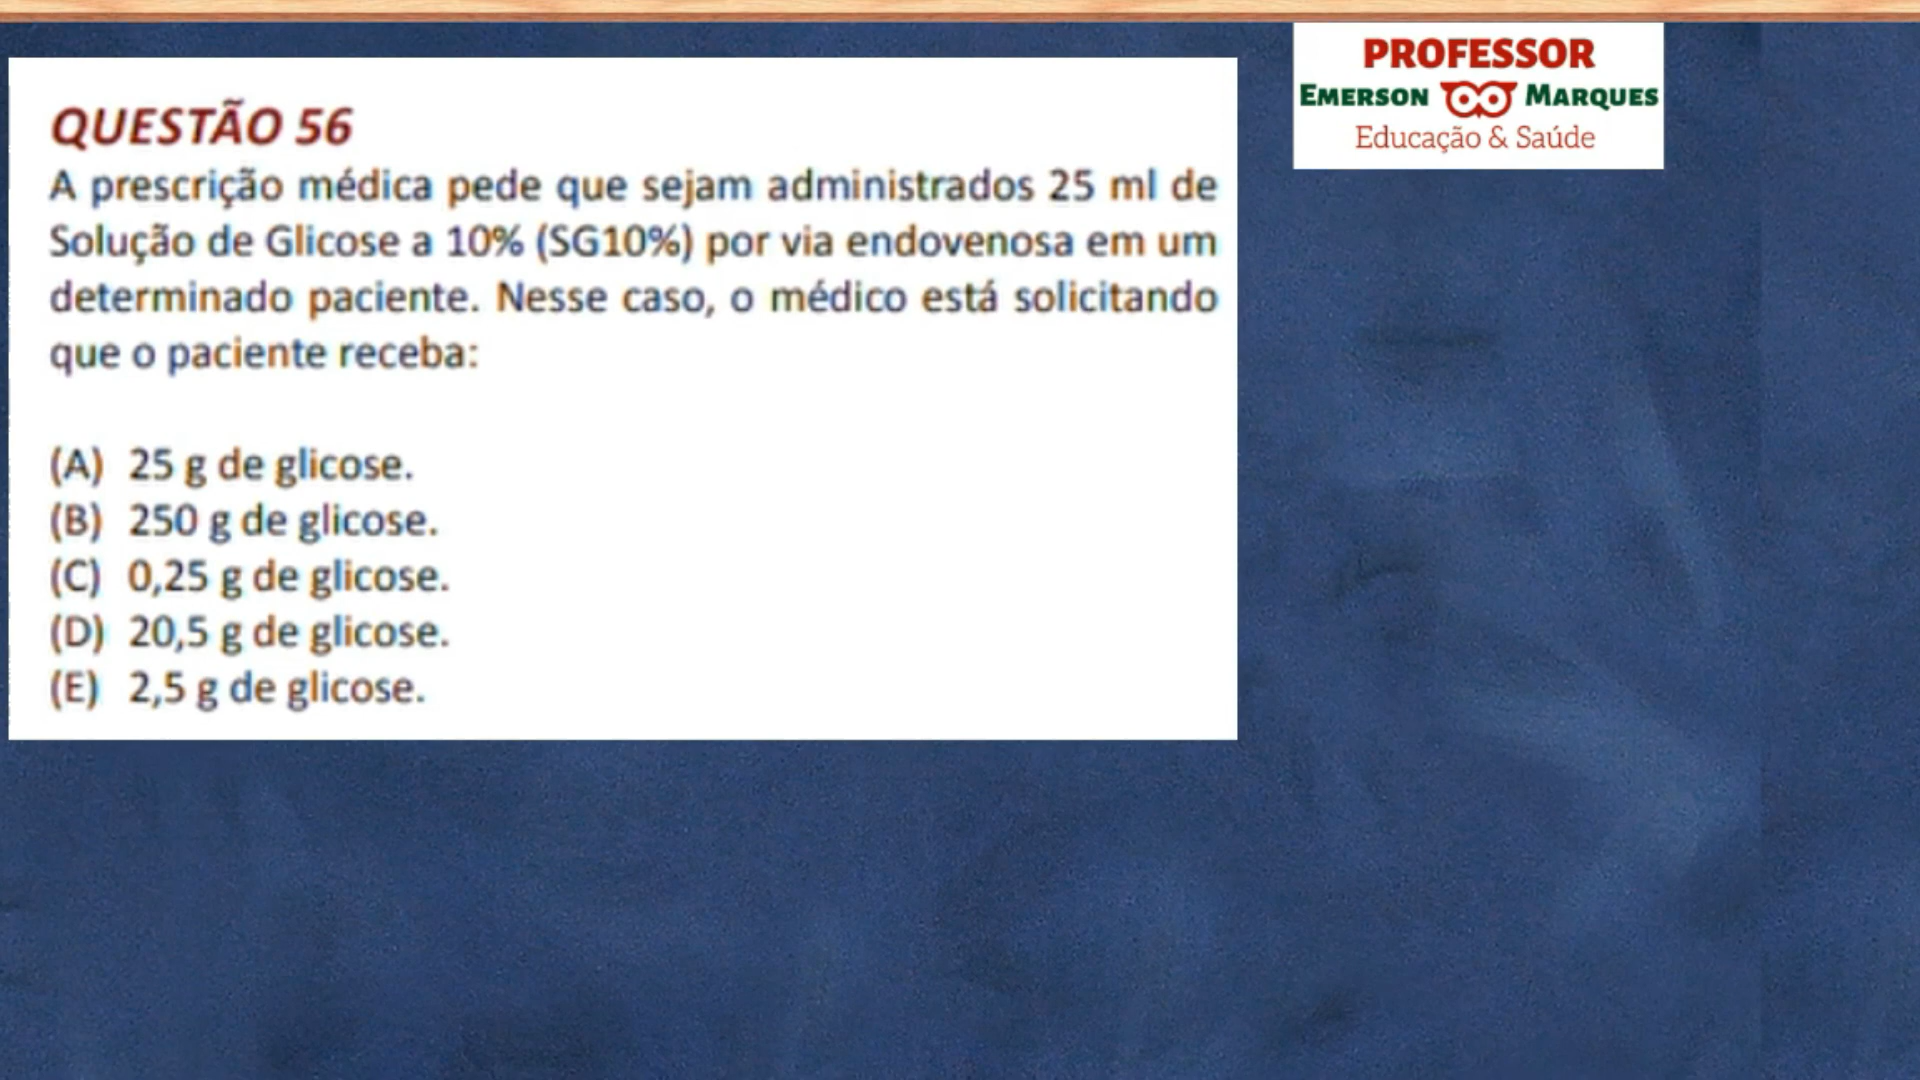 QUESTÃO 56
A prescrição médica pede que sejam administrados 25 ml de
Solução de Glicose a 10% (SG10%) por via endovenosa em um
determinado paciente. Nesse caso, o médico está solicitando
que o paciente receba:
(A) 25 g de glicose.
(B) 250 g de glicose.
(C) 0,25 g de glicose.
(D) 20,5 g de glicose.
(E) 2,5 g de glicose.
PROFESSOR
EMERSON MARQUES
Educação & Saúde